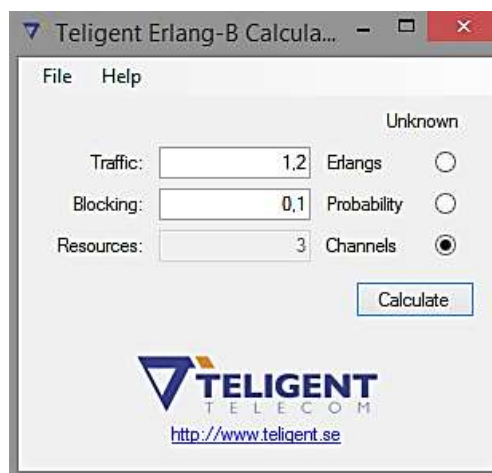 Teligent Erlang-B Calcula...
File Help
Unknown
Traffic: 1,2 Erlangs
Blocking: 0,1 Probability
Resources: 3 Channels
Calculate
TELIGENT
TELECOM
http://www.teligent.se